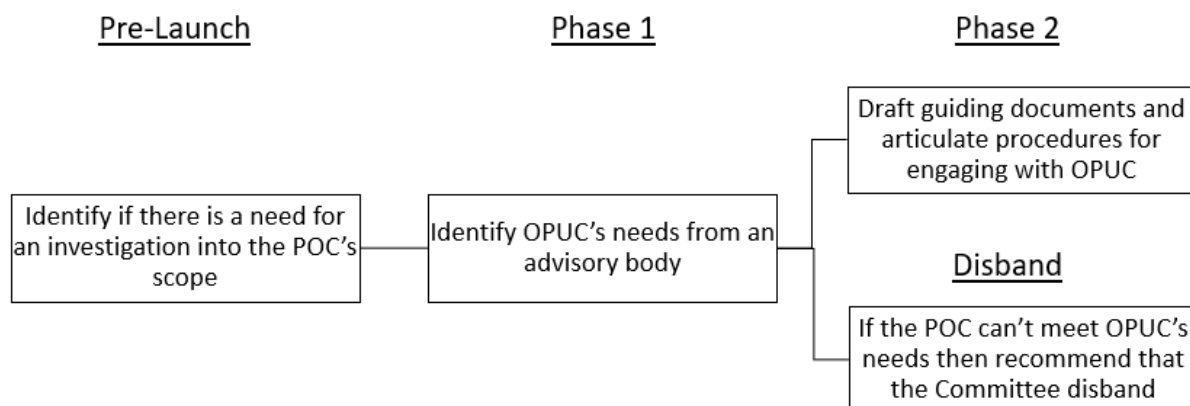 Pre-Launch
Identify if there is a need for
an investigation into the POC’s
scope
Phase 1
Identify OPUC’s needs from an
advisory body
Phase 2
Draft guiding documents and
articulate procedures for
engaging with OPUC
Disband
If the POC can’t meet OPUC’s
needs then recommend that
the Committee disband